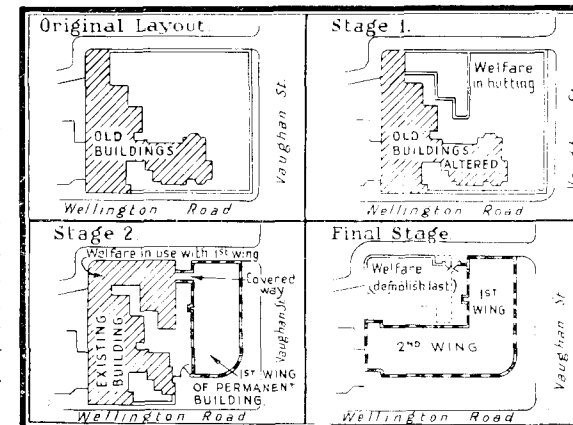 Original Layout
OLD
BUILDINGS
Vaughan St.
Wellington Road
Stage 1.
Welfare
in hutting
OLD
BUILDINGS
ALTERED
Wellington Road
Stage 2.
Welfare in use with 1st wing
Covered
way
EXISTING
BUILDING
Vaughan St
1ST WING
OF PERMANENT
BUILDING.
Wellington Road
Final Stage
Welfare
(demolish last)
1ST
WING
2ND WING
Vaughan St
Wellington Road